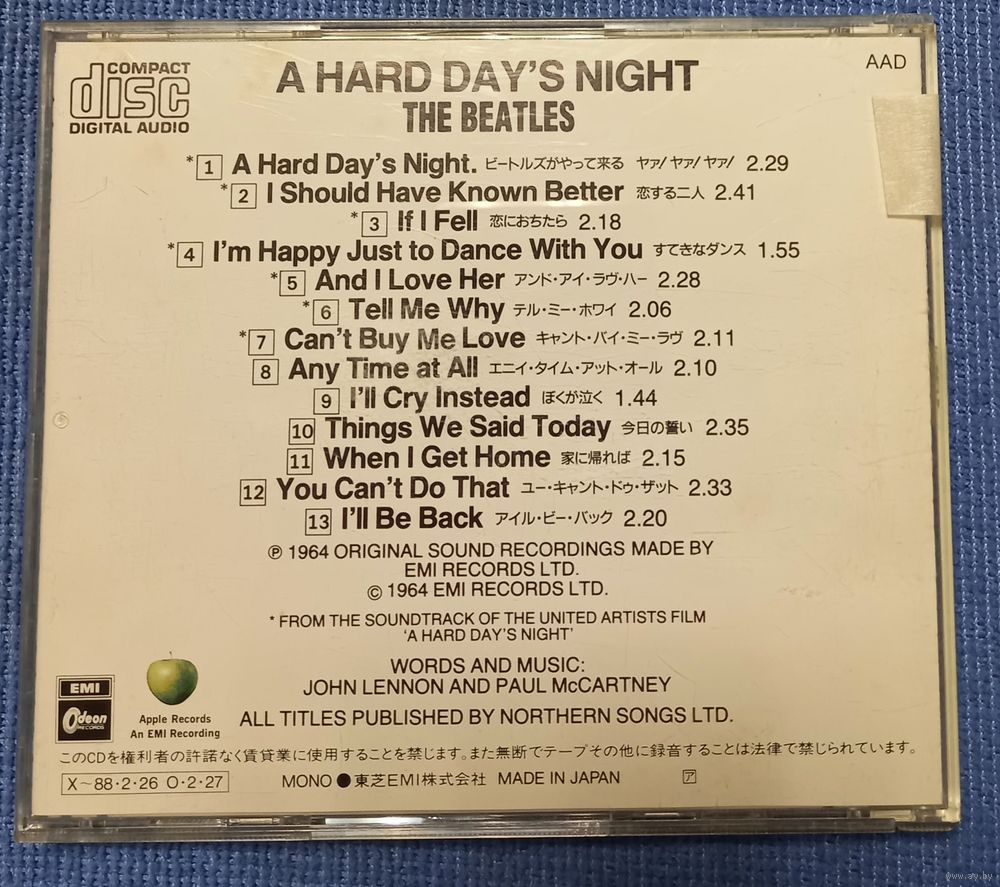 COMPACT
disc
DIGITAL AUDIO
A HARD DAY'S NIGHT
THE BEATLES
AAD
*1 A Hard Day's Night. ビートルズがやって来る ヤァ/ヤァ/ヤァ/ 2.29
*2 I Should Have Known Better 恋する二人 2.41
*3 If I Fell 恋におちたら 2.18
*4 I'm Happy Just to Dance With You すてきなダンス 1.55
*5 And I Love Her アンド・アイ・ラヴ・ハー 2.28
*6 Tell Me Why テル・ミー・ホワイ 2.06
*7 Can't Buy Me Love キャント・バイ・ミー・ラヴ 2.11
8 Any Time at All エニイ・タイム・アット・オール 2.10
9 I'll Cry Instead ぼくが泣く 1.44
10 Things We Said Today 今日の誓い 2.35
11 When I Get Home 家に帰れば 2.15
12 You Can't Do That ユー・キャント・ドゥ・ザット 2.33
13 I'll Be Back アイル・ビー・バック 2.20
℗ 1964 ORIGINAL SOUND RECORDINGS MADE BY
EMI RECORDS LTD.
© 1964 EMI RECORDS LTD.
* FROM THE SOUNDTRACK OF THE UNITED ARTISTS FILM
'A HARD DAY'S NIGHT'
WORDS AND MUSIC:
JOHN LENNON AND PAUL McCARTNEY
ALL TITLES PUBLISHED BY NORTHERN SONGS LTD.
EMI
Odeon
RECORDS
Apple Records
An EMI Recording
このCDを権利者の許諾なく賃貸業に使用することを禁じます。また無断でテープその他に録音することは法律で禁じられています。
X〜88・2・26 O・2・27
MONO ●東芝EMI株式会社 MADE IN JAPAN ア
www.ay.by